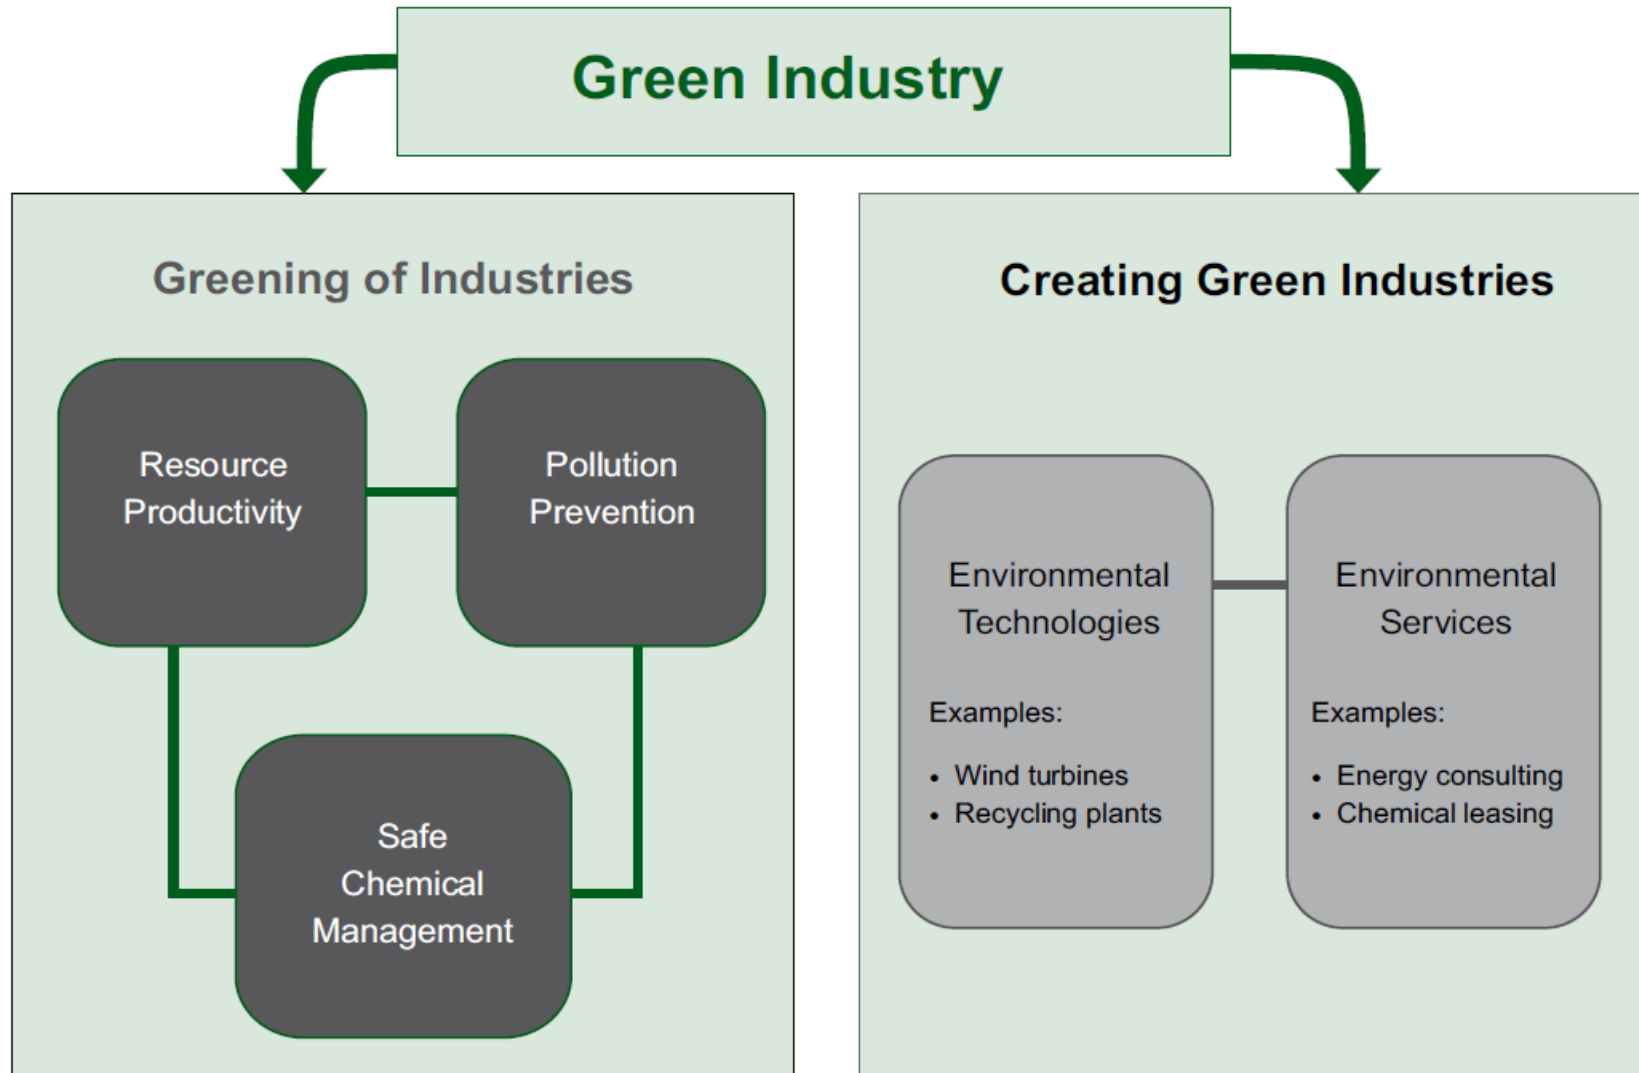 Green Industry
Greening of Industries
Resource
Productivity
Pollution
Prevention
Safe
Chemical
Management
Creating Green Industries
Environmental
Technologies
Examples:
• Wind turbines
• Recycling plants
Environmental
Services
Examples:
• Energy consulting
• Chemical leasing